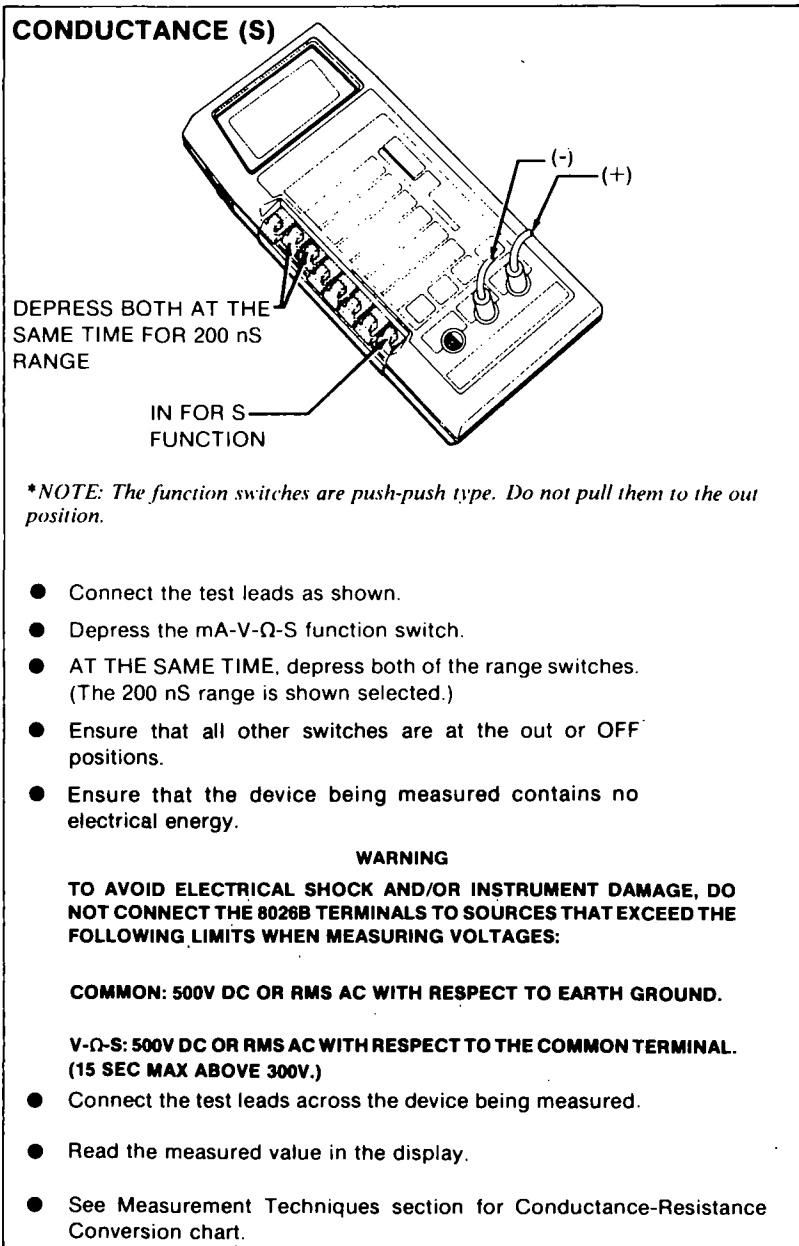 CONDUCTANCE (S)
(-)
(+)
DEPRESS BOTH AT THE
SAME TIME FOR 200 nS
RANGE
IN FOR S
FUNCTION
*NOTE: The function switches are push-push type. Do not pull them to the out
position.
● Connect the test leads as shown.
● Depress the mA-V-Ω-S function switch.
● AT THE SAME TIME, depress both of the range switches.
(The 200 nS range is shown selected.)
● Ensure that all other switches are at the out or OFF
positions.
● Ensure that the device being measured contains no
electrical energy.
WARNING
TO AVOID ELECTRICAL SHOCK AND/OR INSTRUMENT DAMAGE, DO
NOT CONNECT THE 8026B TERMINALS TO SOURCES THAT EXCEED THE
FOLLOWING LIMITS WHEN MEASURING VOLTAGES:
COMMON: 500V DC OR RMS AC WITH RESPECT TO EARTH GROUND.
V-Ω-S: 500V DC OR RMS AC WITH RESPECT TO THE COMMON TERMINAL.
(15 SEC MAX ABOVE 300V.)
● Connect the test leads across the device being measured.
● Read the measured value in the display.
● See Measurement Techniques section for Conductance-Resistance
Conversion chart.